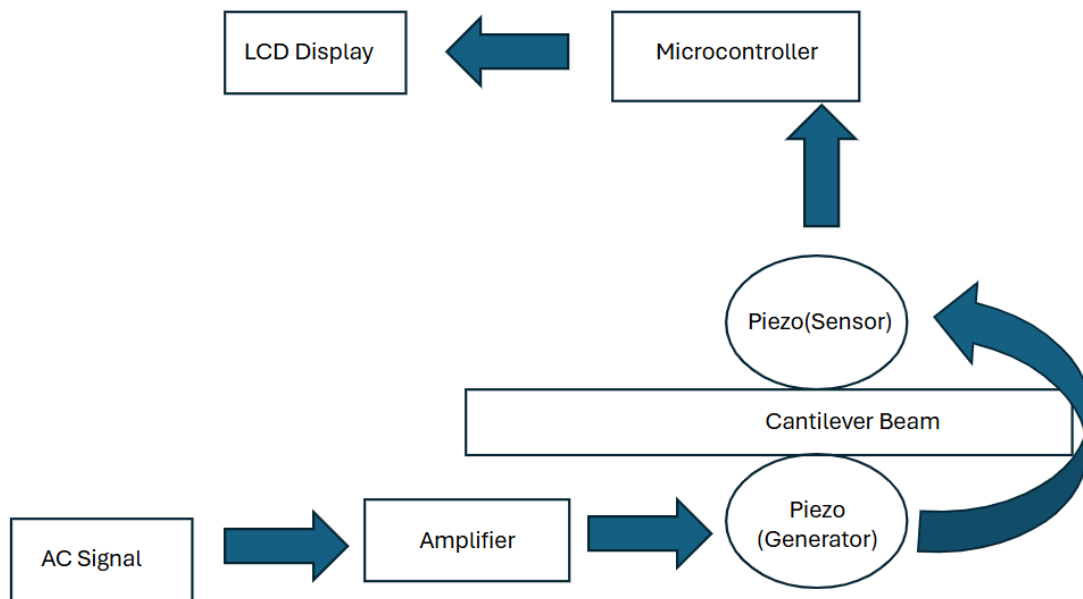 LCD Display
Microcontroller
Piezo(Sensor)
Cantilever Beam
Piezo
(Generator)
Amplifier
AC Signal